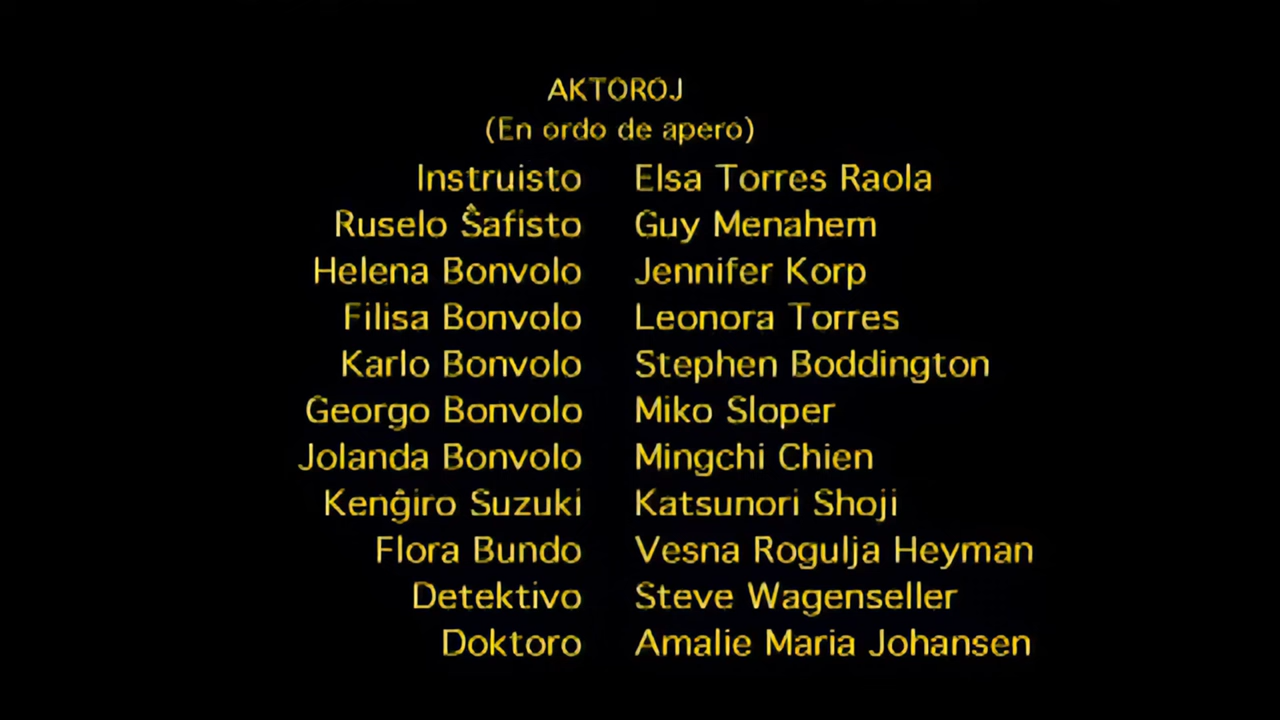 AKTOROJ
(En ordo de apero)
Instruisto Elsa Torres Raola
Ruselo Ŝafisto Guy Menahem
Helena Bonvolo Jennifer Korp
Filisa Bonvolo Leonora Torres
Karlo Bonvolo Stephen Boddington
Georgo Bonvolo Miko Sloper
Jolanda Bonvolo Mingchi Chien
Kenĝiro Suzuki Katsunori Shoji
Flora Bundo Vesna Rogulja Heyman
Detektivo Steve Wagenseller
Doktoro Amalie Maria Johansen